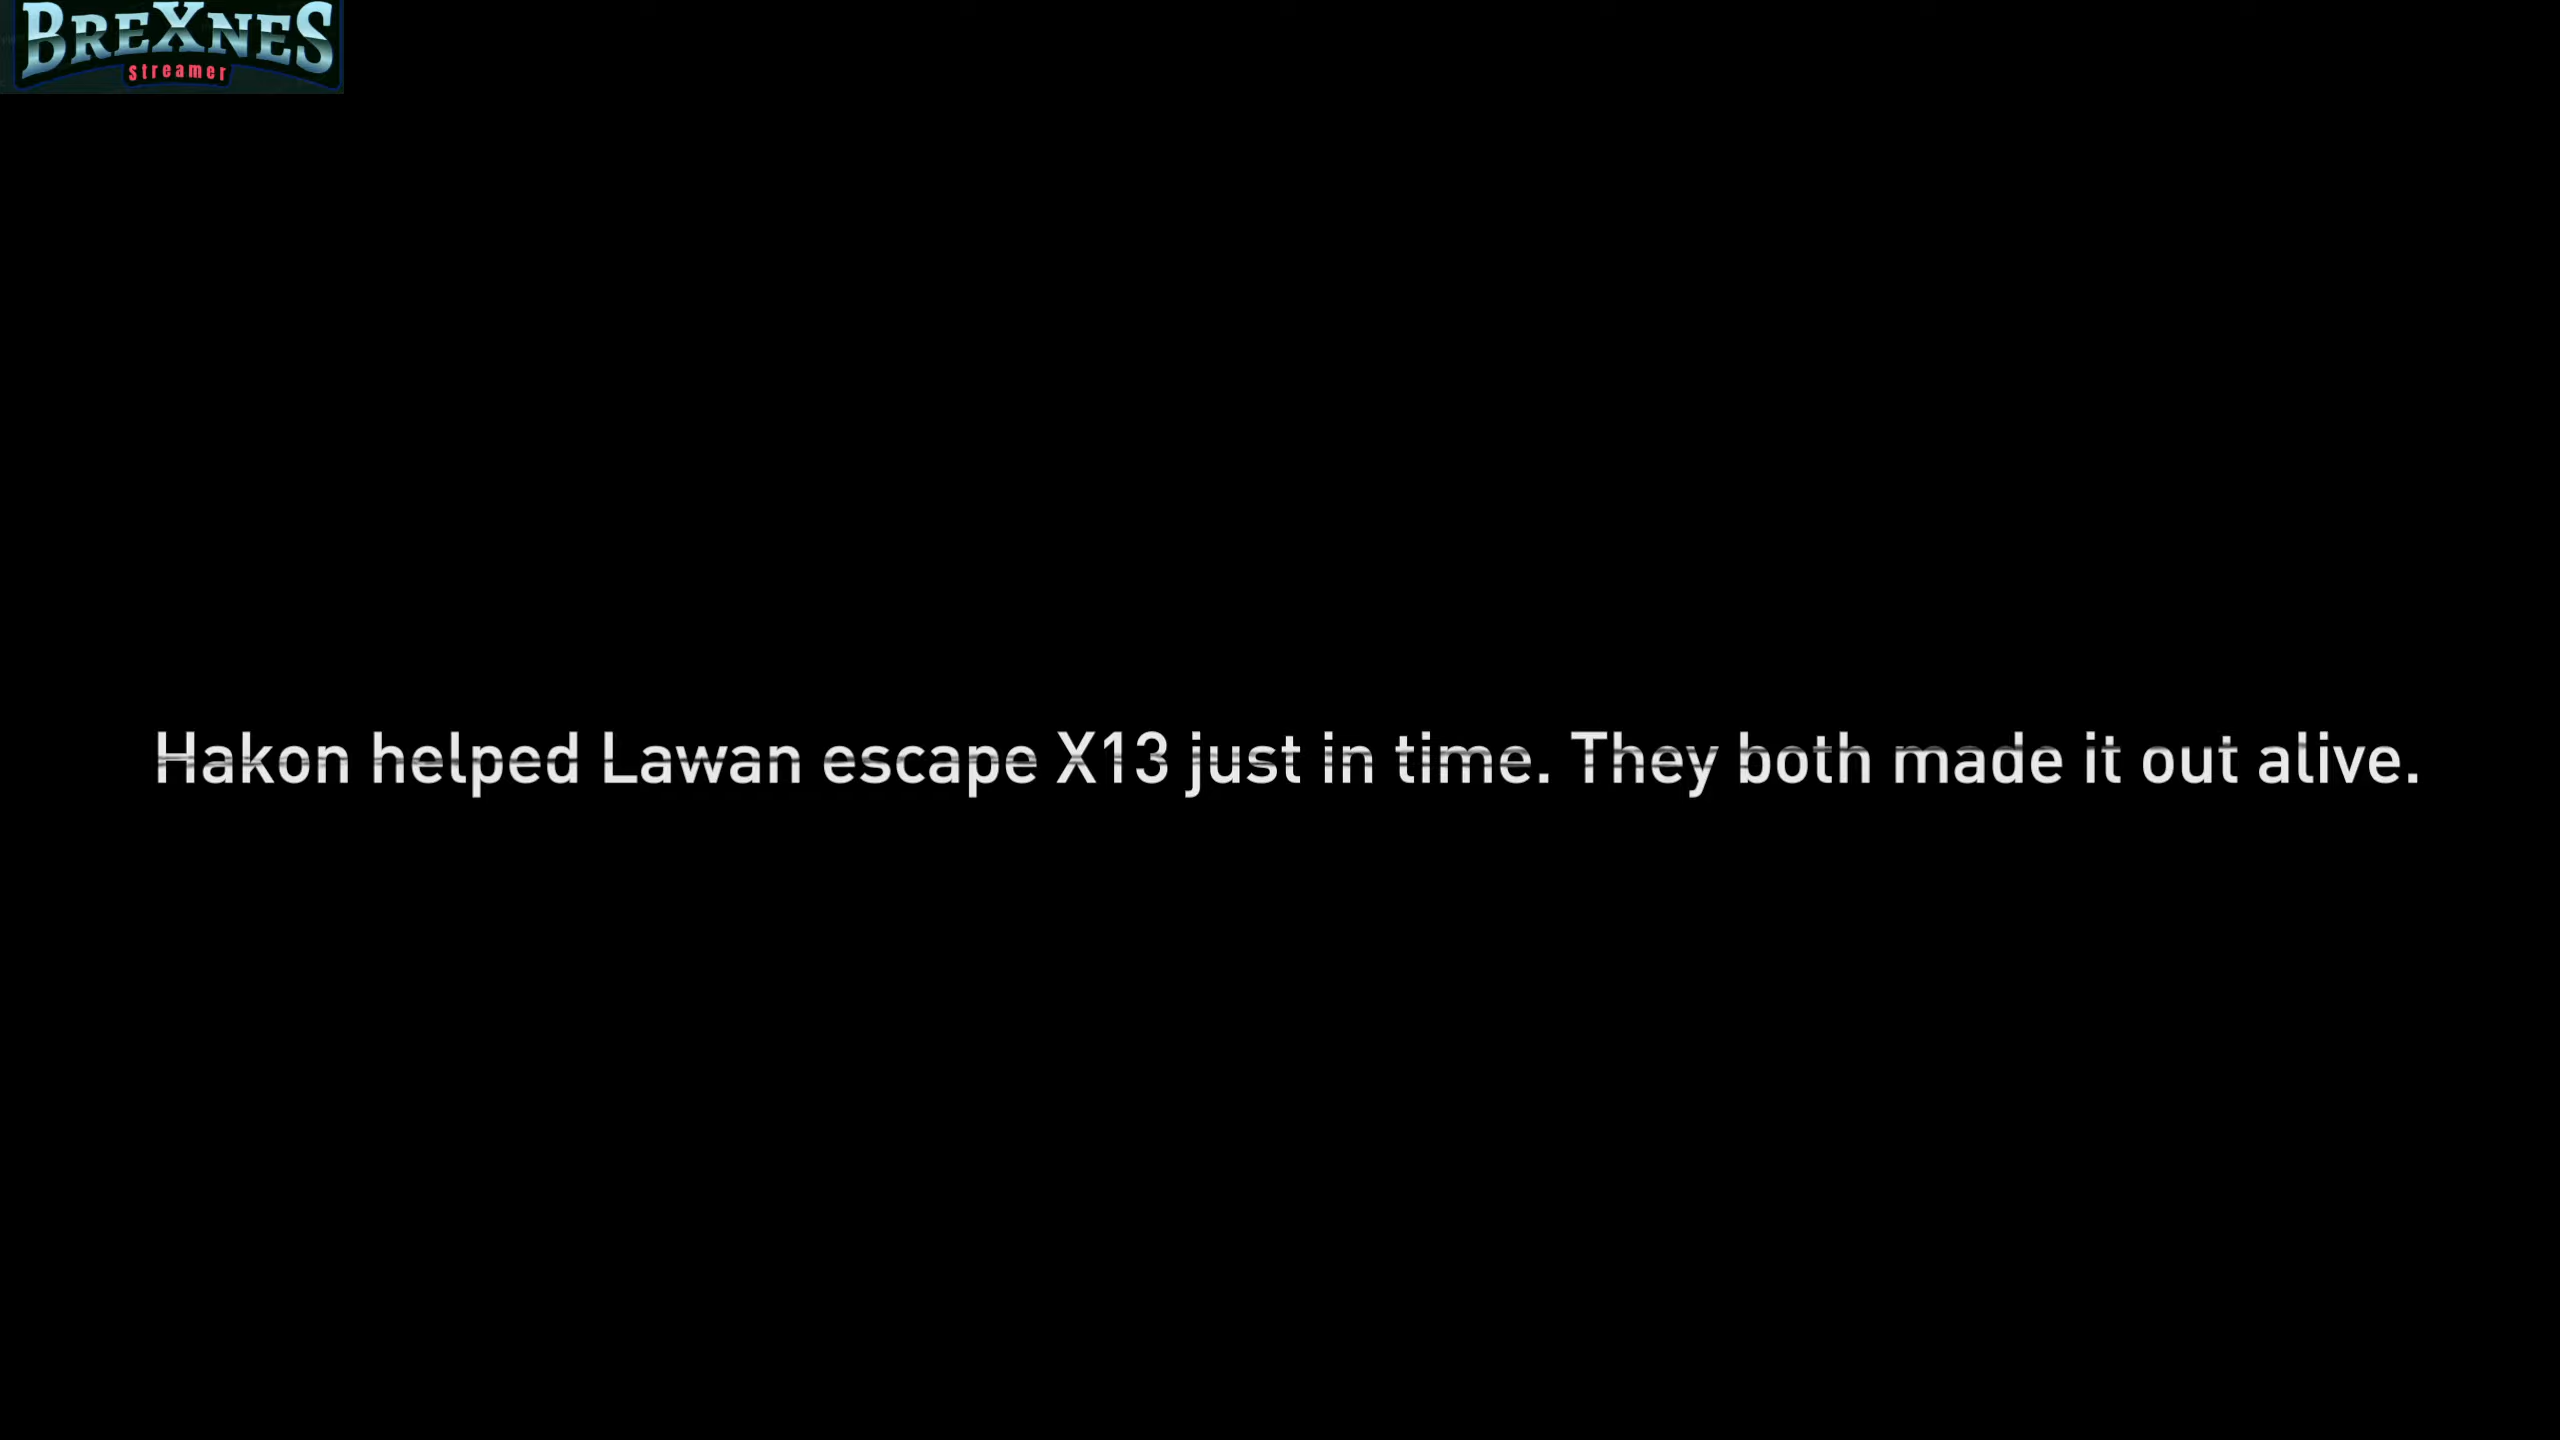 BREXNES
streamer
Hakon helped Lawan escape X13 just in time. They both made it out alive.